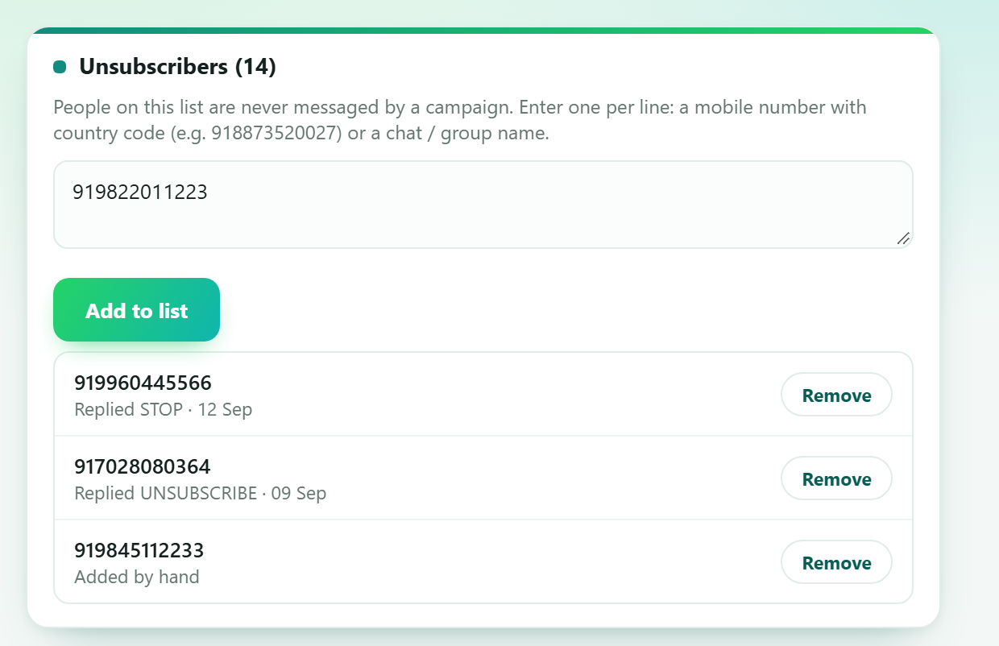 Unsubscribers (14)
People on this list are never messaged by a campaign. Enter one per line: a mobile number with
country code (e.g. 918873520027) or a chat / group name.
919822011223
Add to list
919960445566
Remove
Replied STOP · 12 Sep
917028080364
Remove
Replied UNSUBSCRIBE · 09 Sep
919845112233
Remove
Added by hand